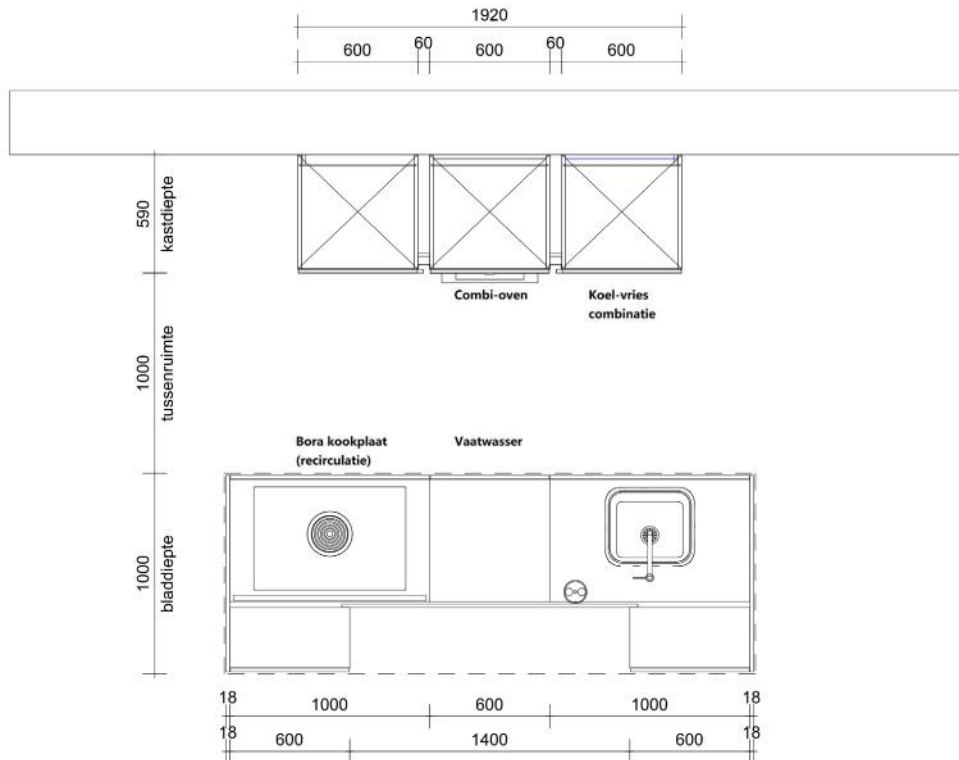 1920
600 60 600 60 600
590
kastdiepte
Combi-oven
Koel-vries
combinatie
1000
tussenruimte
Bora kookplaat
(recirculatie)
Vaatwasser
1000
bladdiepte
18 1000 600 1000 18
18 600 1400 600 18